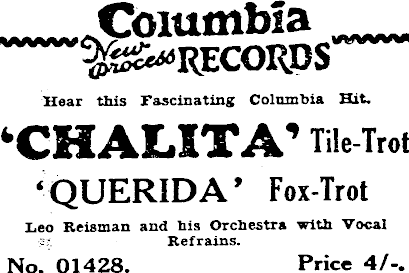 Columbia
New Process RECORDS
Hear this Fascinating Columbia Hit.
'CHALITA' Tile-Trot
'QUERIDA' Fox-Trot
Leo Reisman and his Orchestra with Vocal
Refrains.
No. 01428. Price 4/-.